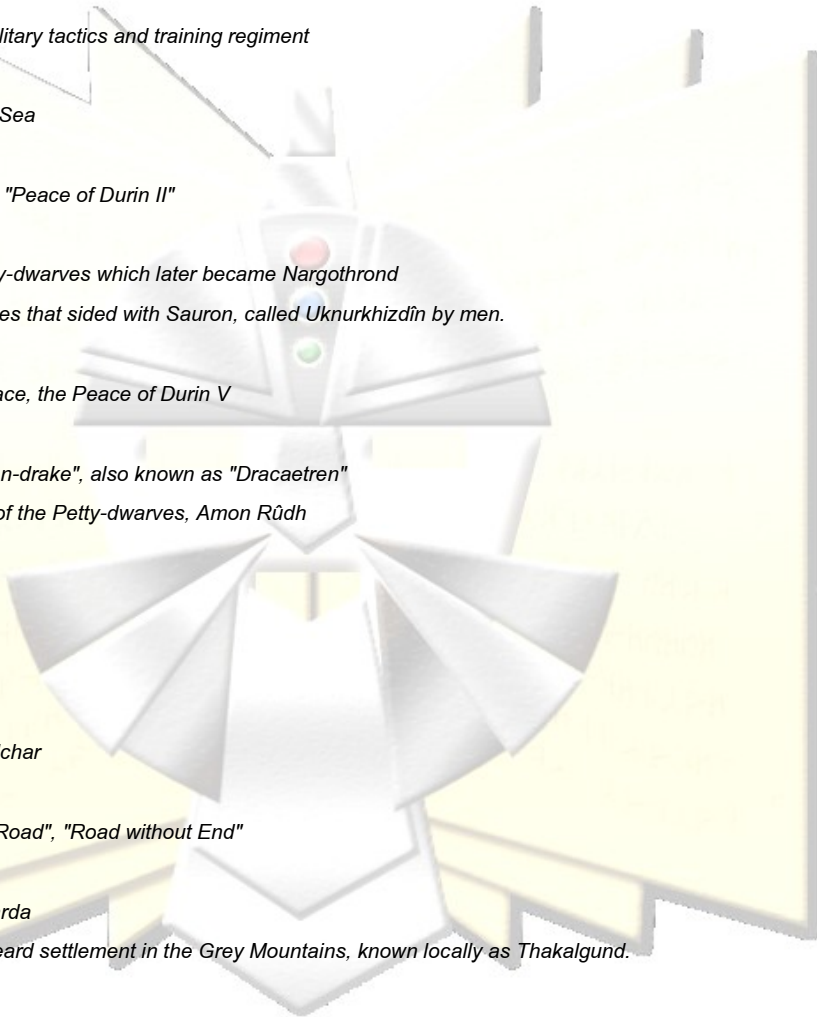 litary tactics and training regiment
Sea
"Peace of Durin II"
y-dwarves which later became Nargothrond
es that sided with Sauron, called Uknurkhizdîn by men.
ace, the Peace of Durin V
n-drake", also known as "Dracaetren"
of the Petty-dwarves, Amon Rûdh
char
Road", "Road without End"
rda
eard settlement in the Grey Mountains, known locally as Thakalgund.